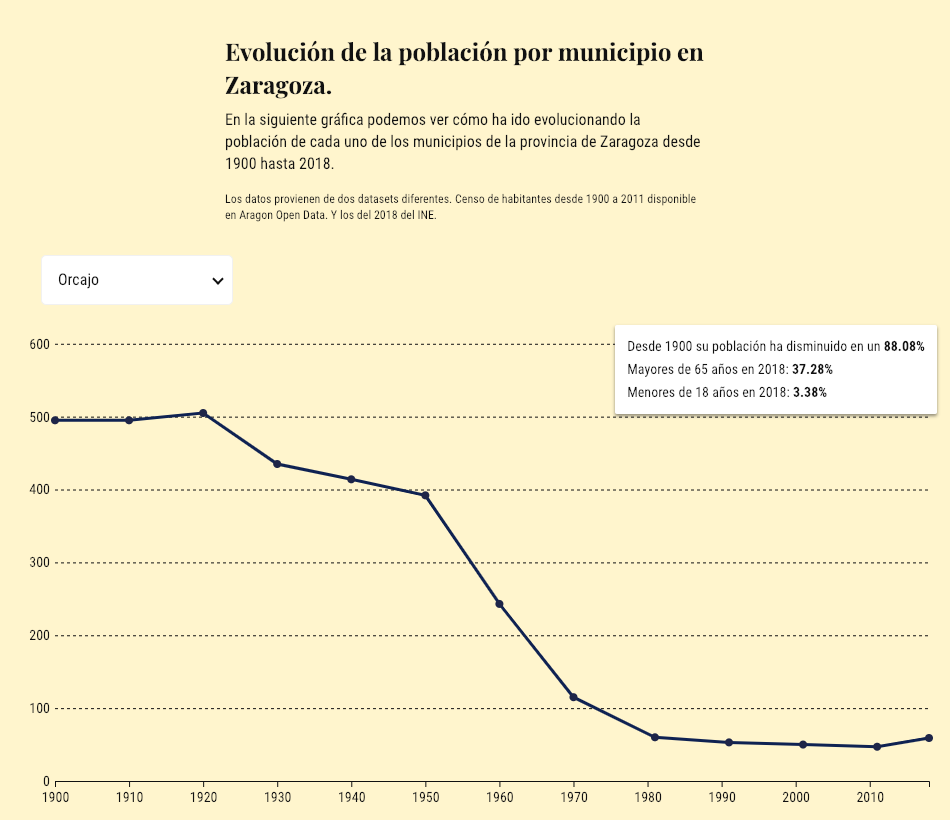 Evolución de la población por municipio en
Zaragoza.
En la siguiente gráfica podemos ver cómo ha ido evolucionando la
población de cada uno de los municipios de la provincia de Zaragoza desde
1900 hasta 2018.
Los datos provienen de dos datasets diferentes. Censo de habitantes desde 1900 a 2011 disponible
en Aragon Open Data. Y los del 2018 del INE.
Orcajo
Desde 1900 su población ha disminuido en un 88.08%
Mayores de 65 años en 2018: 37.28%
Menores de 18 años en 2018: 3.38%
600
500
400
300
200
100
0
1900 1910 1920 1930 1940 1950 1960 1970 1980 1990 2000 2010